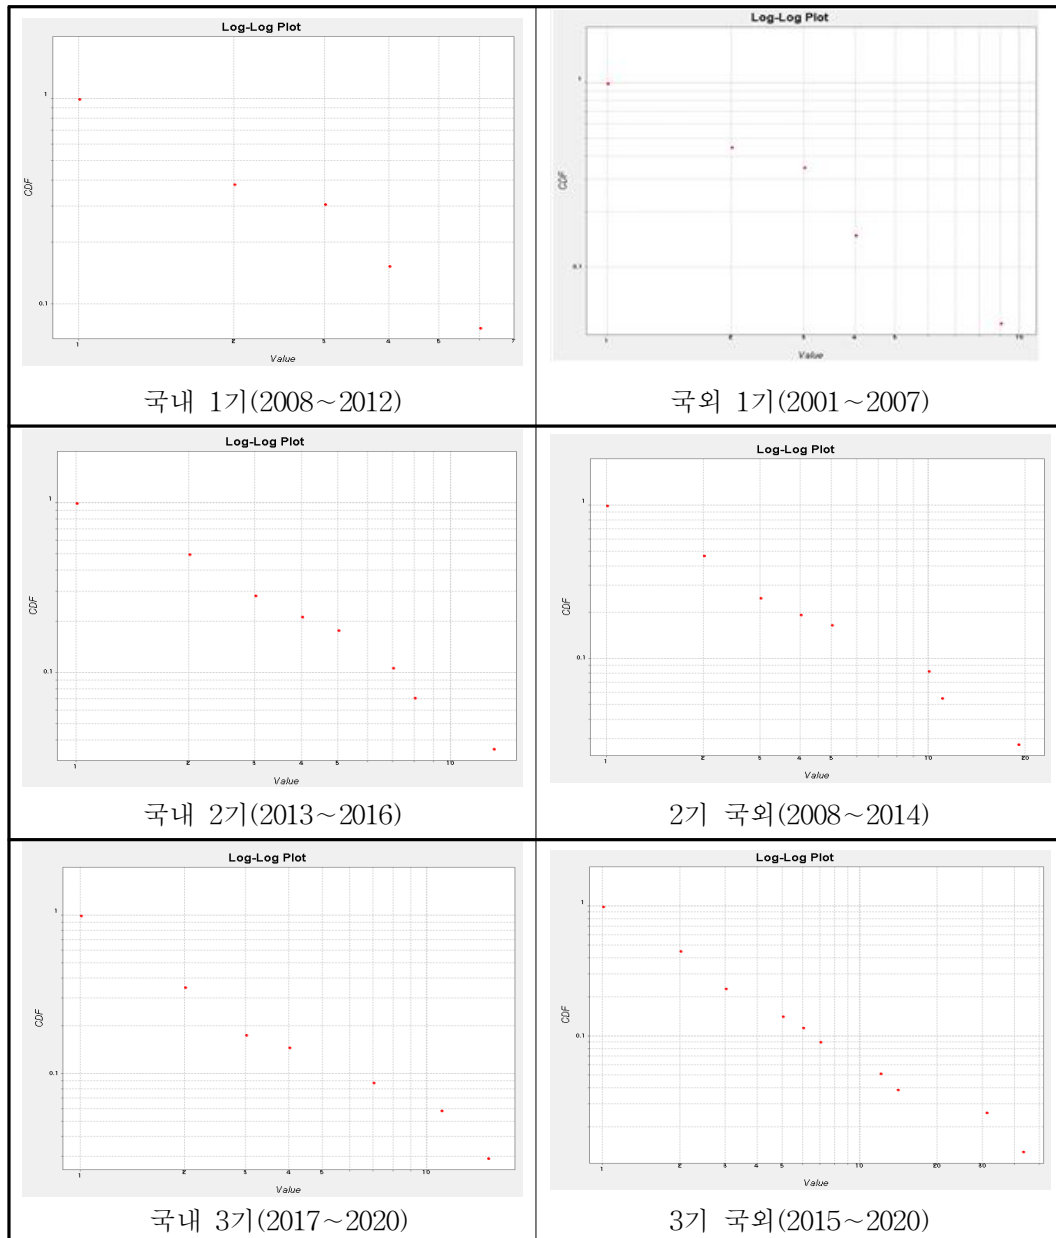 Log-Log Plot
CDF
1
0.1
1 2 3 4 5 6 7
Value
국내 1기(2008~2012)
Log-Log Plot
CDF
1
0.1
1 2 3 4 5 10
Value
국외 1기(2001~2007)
Log-Log Plot
CDF
1
0.1
1 2 3 4 5 10
Value
국내 2기(2013~2016)
Log-Log Plot
CDF
1
0.1
1 2 3 4 5 10 20
Value
2기 국외(2008~2014)
Log-Log Plot
CDF
1
0.1
1 2 3 4 5 10
Value
국내 3기(2017~2020)
Log-Log Plot
CDF
1
0.1
1 2 3 4 5 10 20 30
Value
3기 국외(2015~2020)